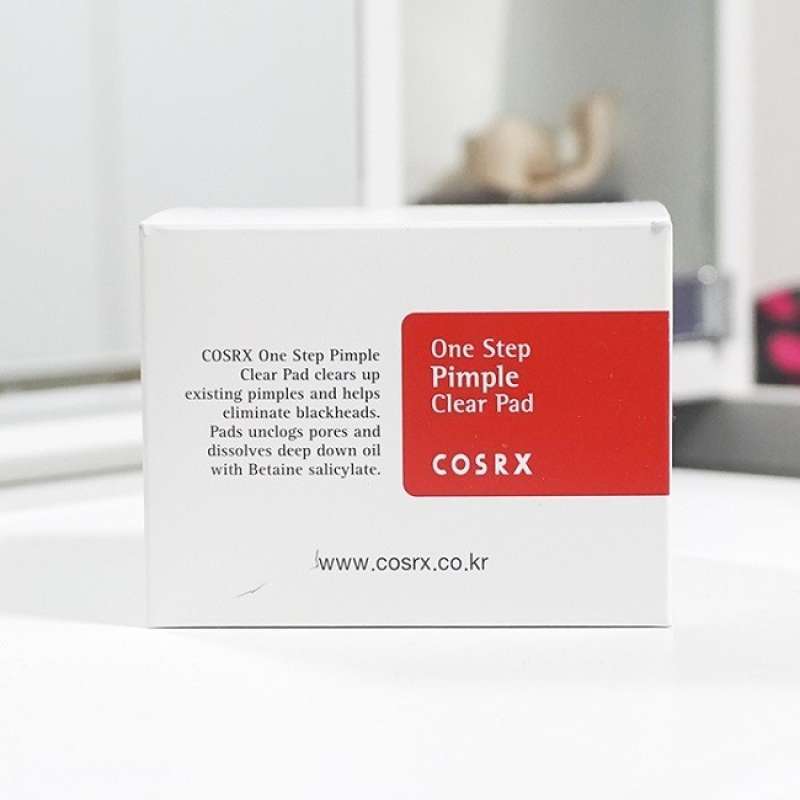 COSRX One Step Pimple
Clear Pad clears up
existing pimples and helps
eliminate blackheads.
Pads unclogs pores and
dissolves deep down oil
with Betaine salicylate.
One Step
Pimple
Clear Pad
COSRX
www.cosrx.co.kr